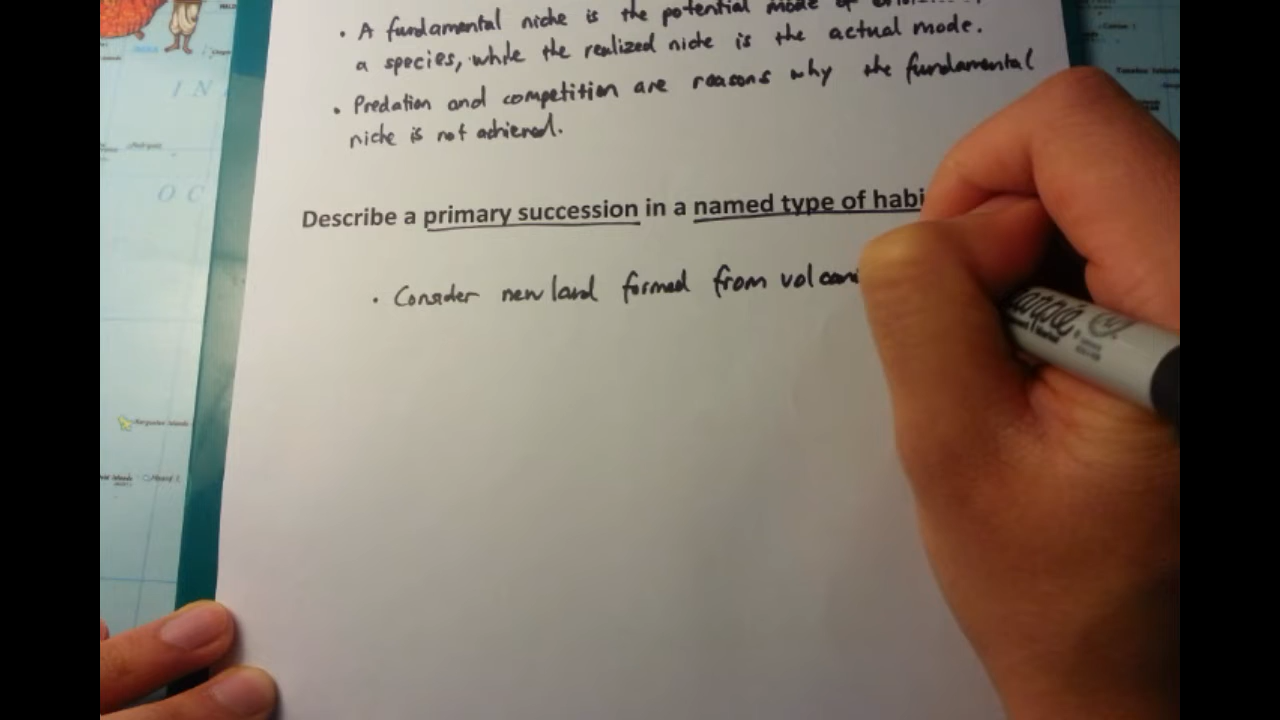 • A fundamental niche is the potential mode of
a species, while the realized niche is the actual mode.
• Predation and competition are reasons why the fundamental
niche is not achieved.
Describe a primary succession in a named type of habi
• Consider new land formed from volcani
I N
O C